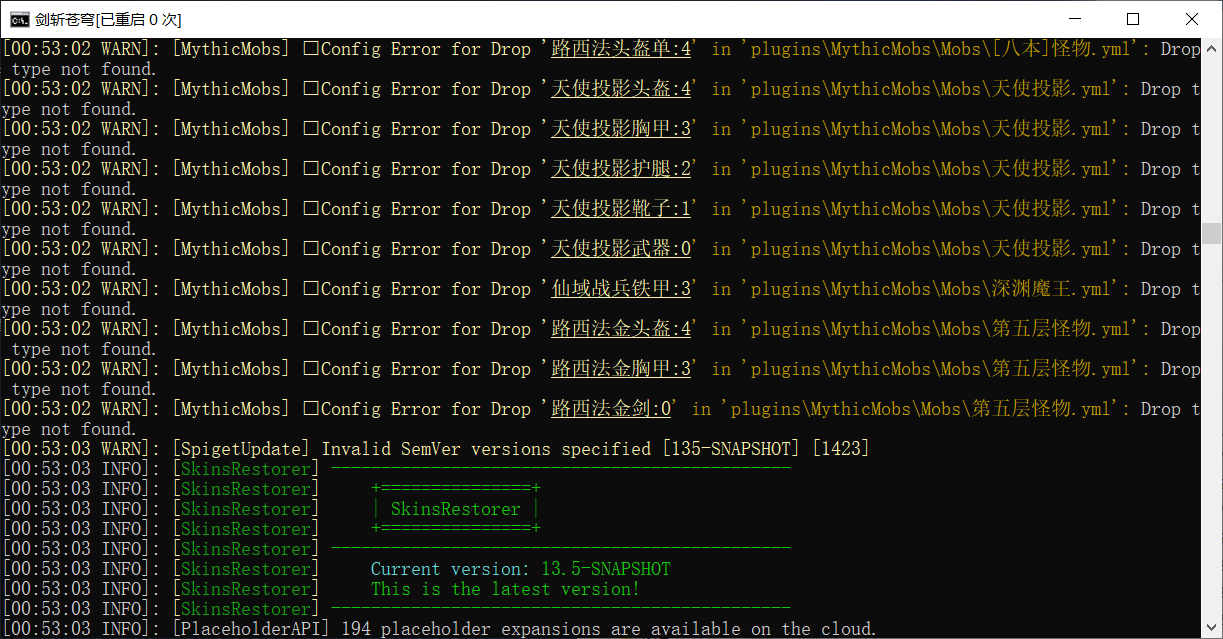 剑斩苍穹[已重启 0 次]
[00:53:02 WARN]: [MythicMobs] □Config Error for Drop '路西法头盔单:4' in 'plugins\MythicMobs\Mobs\[八本]怪物.yml': Drop
 type not found.
[00:53:02 WARN]: [MythicMobs] □Config Error for Drop '天使投影头盔:4' in 'plugins\MythicMobs\Mobs\天使投影.yml': Drop t
ype not found.
[00:53:02 WARN]: [MythicMobs] □Config Error for Drop '天使投影胸甲:3' in 'plugins\MythicMobs\Mobs\天使投影.yml': Drop t
ype not found.
[00:53:02 WARN]: [MythicMobs] □Config Error for Drop '天使投影护腿:2' in 'plugins\MythicMobs\Mobs\天使投影.yml': Drop t
ype not found.
[00:53:02 WARN]: [MythicMobs] □Config Error for Drop '天使投影靴子:1' in 'plugins\MythicMobs\Mobs\天使投影.yml': Drop t
ype not found.
[00:53:02 WARN]: [MythicMobs] □Config Error for Drop '天使投影武器:0' in 'plugins\MythicMobs\Mobs\天使投影.yml': Drop t
ype not found.
[00:53:02 WARN]: [MythicMobs] □Config Error for Drop '仙域战兵铁甲:3' in 'plugins\MythicMobs\Mobs\深渊魔王.yml': Drop t
ype not found.
[00:53:02 WARN]: [MythicMobs] □Config Error for Drop '路西法金头盔:4' in 'plugins\MythicMobs\Mobs\第五层怪物.yml': Drop
 type not found.
[00:53:02 WARN]: [MythicMobs] □Config Error for Drop '路西法金胸甲:3' in 'plugins\MythicMobs\Mobs\第五层怪物.yml': Drop
 type not found.
[00:53:02 WARN]: [MythicMobs] □Config Error for Drop '路西法金剑:0' in 'plugins\MythicMobs\Mobs\第五层怪物.yml': Drop t
ype not found.
[00:53:03 WARN]: [SpigetUpdate] Invalid SemVer versions specified [135-SNAPSHOT] [1423]
[00:53:03 INFO]: [SkinsRestorer] ----------------------------------------------
[00:53:03 INFO]: [SkinsRestorer]     +===============+
[00:53:03 INFO]: [SkinsRestorer]     | SkinsRestorer |
[00:53:03 INFO]: [SkinsRestorer]     +===============+
[00:53:03 INFO]: [SkinsRestorer] ----------------------------------------------
[00:53:03 INFO]: [SkinsRestorer]     Current version: 13.5-SNAPSHOT
[00:53:03 INFO]: [SkinsRestorer]     This is the latest version!
[00:53:03 INFO]: [SkinsRestorer] ----------------------------------------------
[00:53:03 INFO]: [PlaceholderAPI] 194 placeholder expansions are available on the cloud.